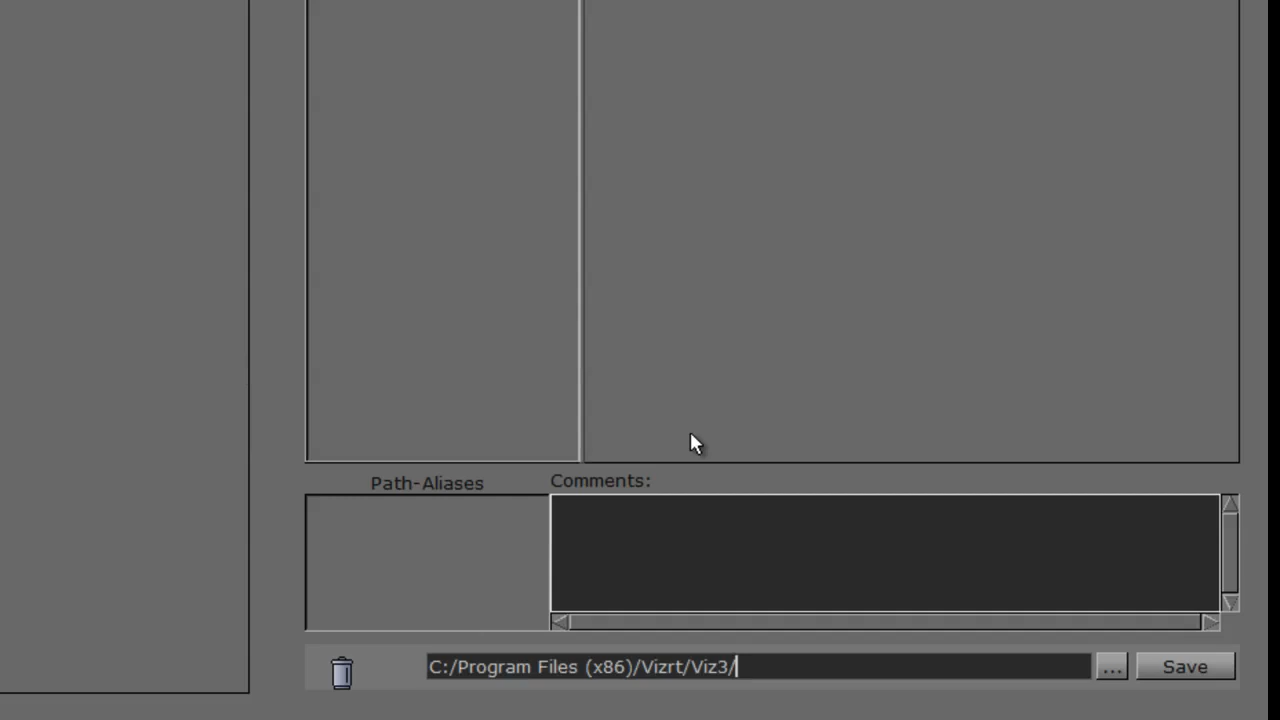 Path-Aliases
Comments:
C:/Program Files (x86)/Vizrt/Viz3/
...
Save